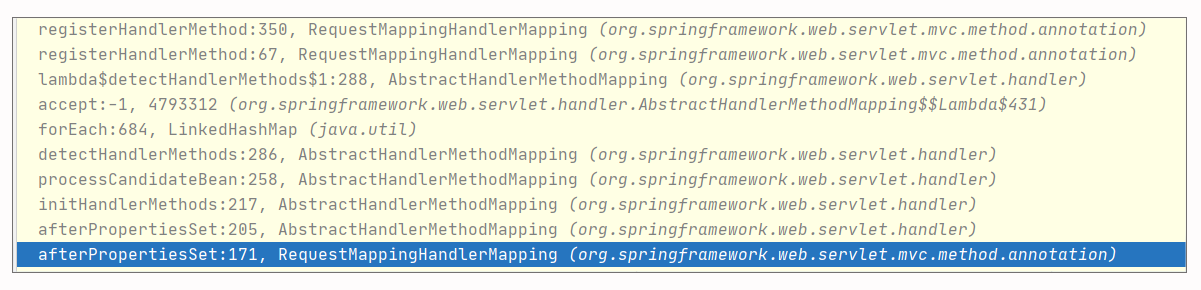 registerHandlerMethod:350, RequestMappingHandlerMapping (org.springframework.web.servlet.mvc.method.annotation)
registerHandlerMethod:67, RequestMappingHandlerMapping (org.springframework.web.servlet.mvc.method.annotation)
lambda$detectHandlerMethods$1:288, AbstractHandlerMethodMapping (org.springframework.web.servlet.handler)
accept:-1, 4793312 (org.springframework.web.servlet.handler.AbstractHandlerMethodMapping$$Lambda$431)
forEach:684, LinkedHashMap (java.util)
detectHandlerMethods:286, AbstractHandlerMethodMapping (org.springframework.web.servlet.handler)
processCandidateBean:258, AbstractHandlerMethodMapping (org.springframework.web.servlet.handler)
initHandlerMethods:217, AbstractHandlerMethodMapping (org.springframework.web.servlet.handler)
afterPropertiesSet:205, AbstractHandlerMethodMapping (org.springframework.web.servlet.handler)
afterPropertiesSet:171, RequestMappingHandlerMapping (org.springframework.web.servlet.mvc.method.annotation)